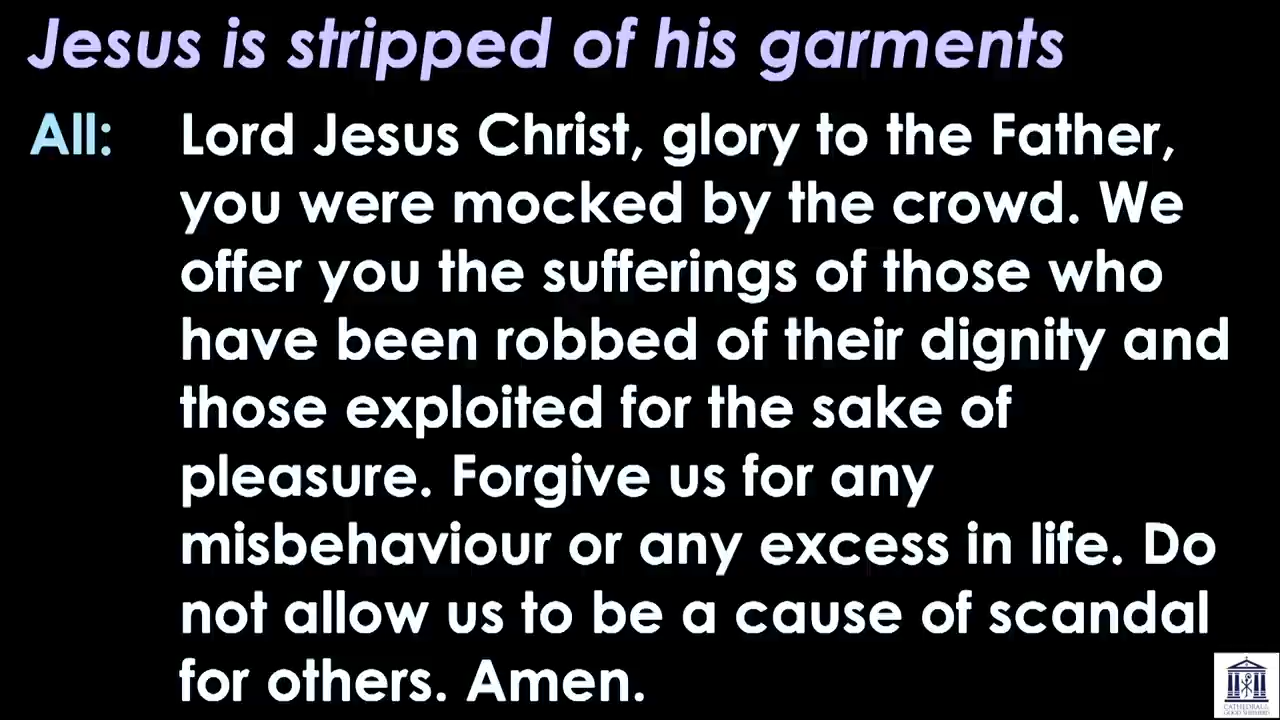 Jesus is stripped of his garments
All: Lord Jesus Christ, glory to the Father,
you were mocked by the crowd. We
offer you the sufferings of those who
have been robbed of their dignity and
those exploited for the sake of
pleasure. Forgive us for any
misbehaviour or any excess in life. Do
not allow us to be a cause of scandal
for others. Amen.
CATHEDRAL
GOOD SHEPHERD